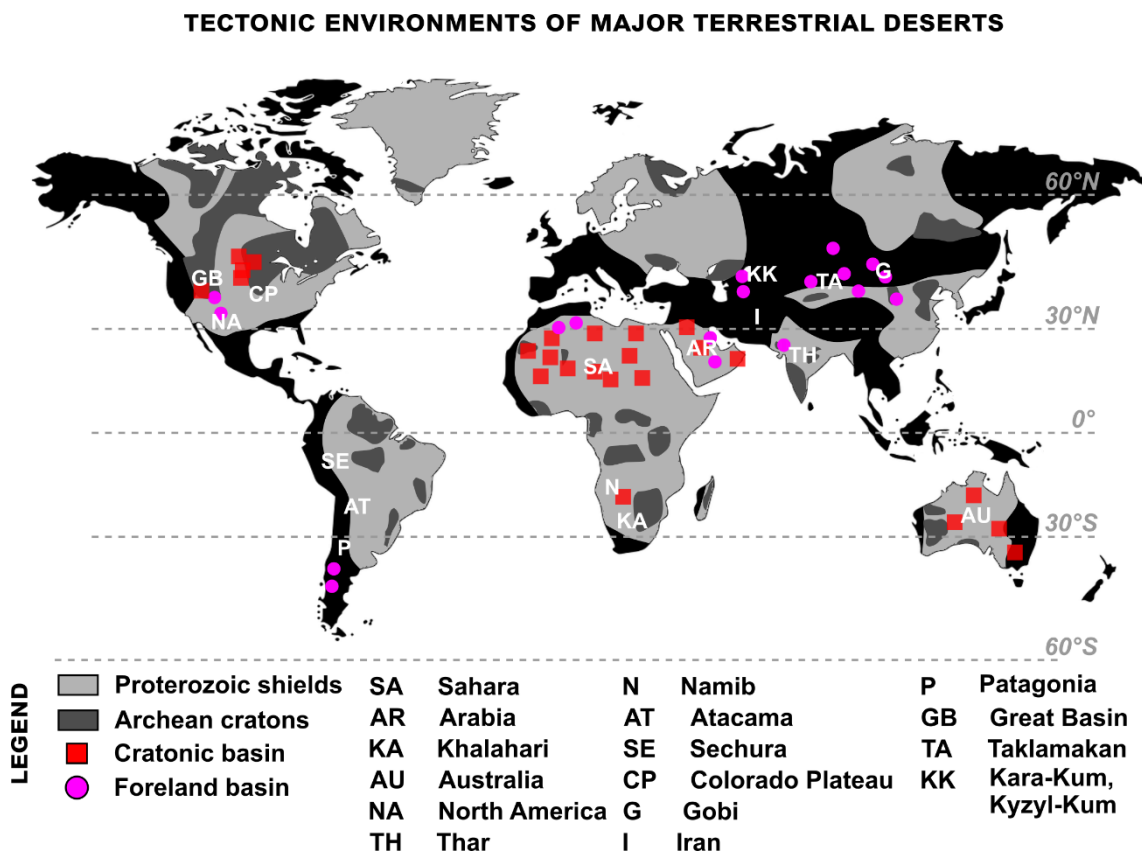 TECTONIC ENVIRONMENTS OF MAJOR TERRESTRIAL DESERTS
60°N
GB
CP
NA
KK
TA
G
I
30°N
SA
AR
TH
0°
SE
AT
P
N
KA
AU
30°S
60°S
LEGEND
Proterozoic shields
Archean cratons
Cratonic basin
Foreland basin
SA Sahara
AR Arabia
KA Khalahari
AU Australia
NA North America
TH Thar
N Namib
AT Atacama
SE Sechura
CP Colorado Plateau
G Gobi
I Iran
P Patagonia
GB Great Basin
TA Taklamakan
KK Kara-Kum,
Kyzyl-Kum